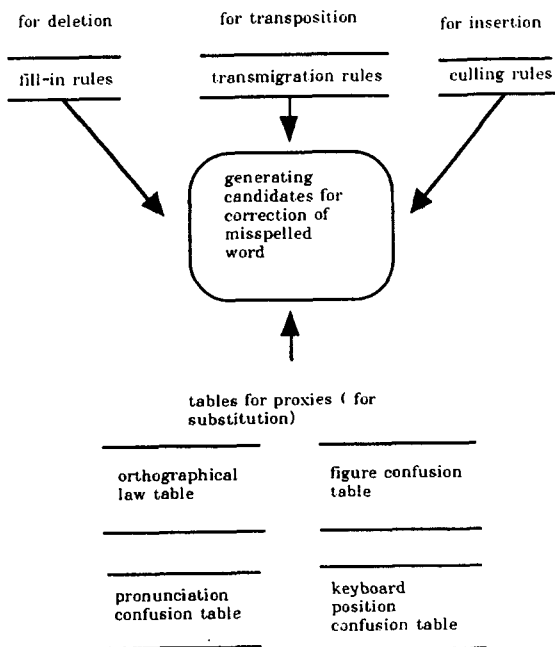 for deletion
for transposition
for insertion
fill-in rules
transmigration rules
culling rules
generating
candidates for
correction of
misspelled
word
tables for proxies ( for
substitution)
orthographical
law table
figure confusion
table
pronunciation
confusion table
keyboard
position
confusion table